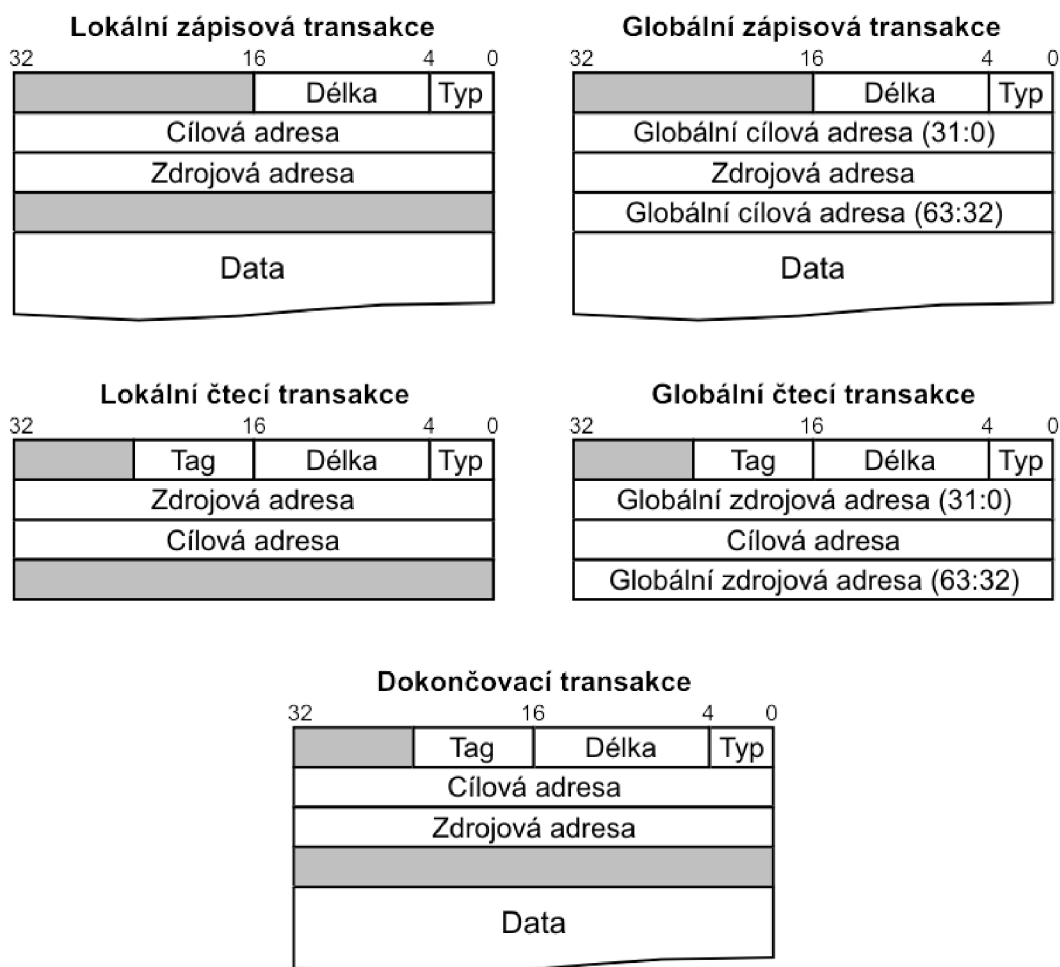 Lokální zápisová transakce
32 16 4 0
Délka Typ
Cílová adresa
Zdrojová adresa
Data
Globální zápisová transakce
32 16 4 0
Délka Typ
Globální cílová adresa (31:0)
Zdrojová adresa
Globální cílová adresa (63:32)
Data
Lokální čtecí transakce
32 16 4 0
Tag Délka Typ
Zdrojová adresa
Cílová adresa
Globální čtecí transakce
32 16 4 0
Tag Délka Typ
Globální zdrojová adresa (31:0)
Cílová adresa
Globální zdrojová adresa (63:32)
Dokončovací transakce
32 16 4 0
Tag Délka Typ
Cílová adresa
Zdrojová adresa
Data